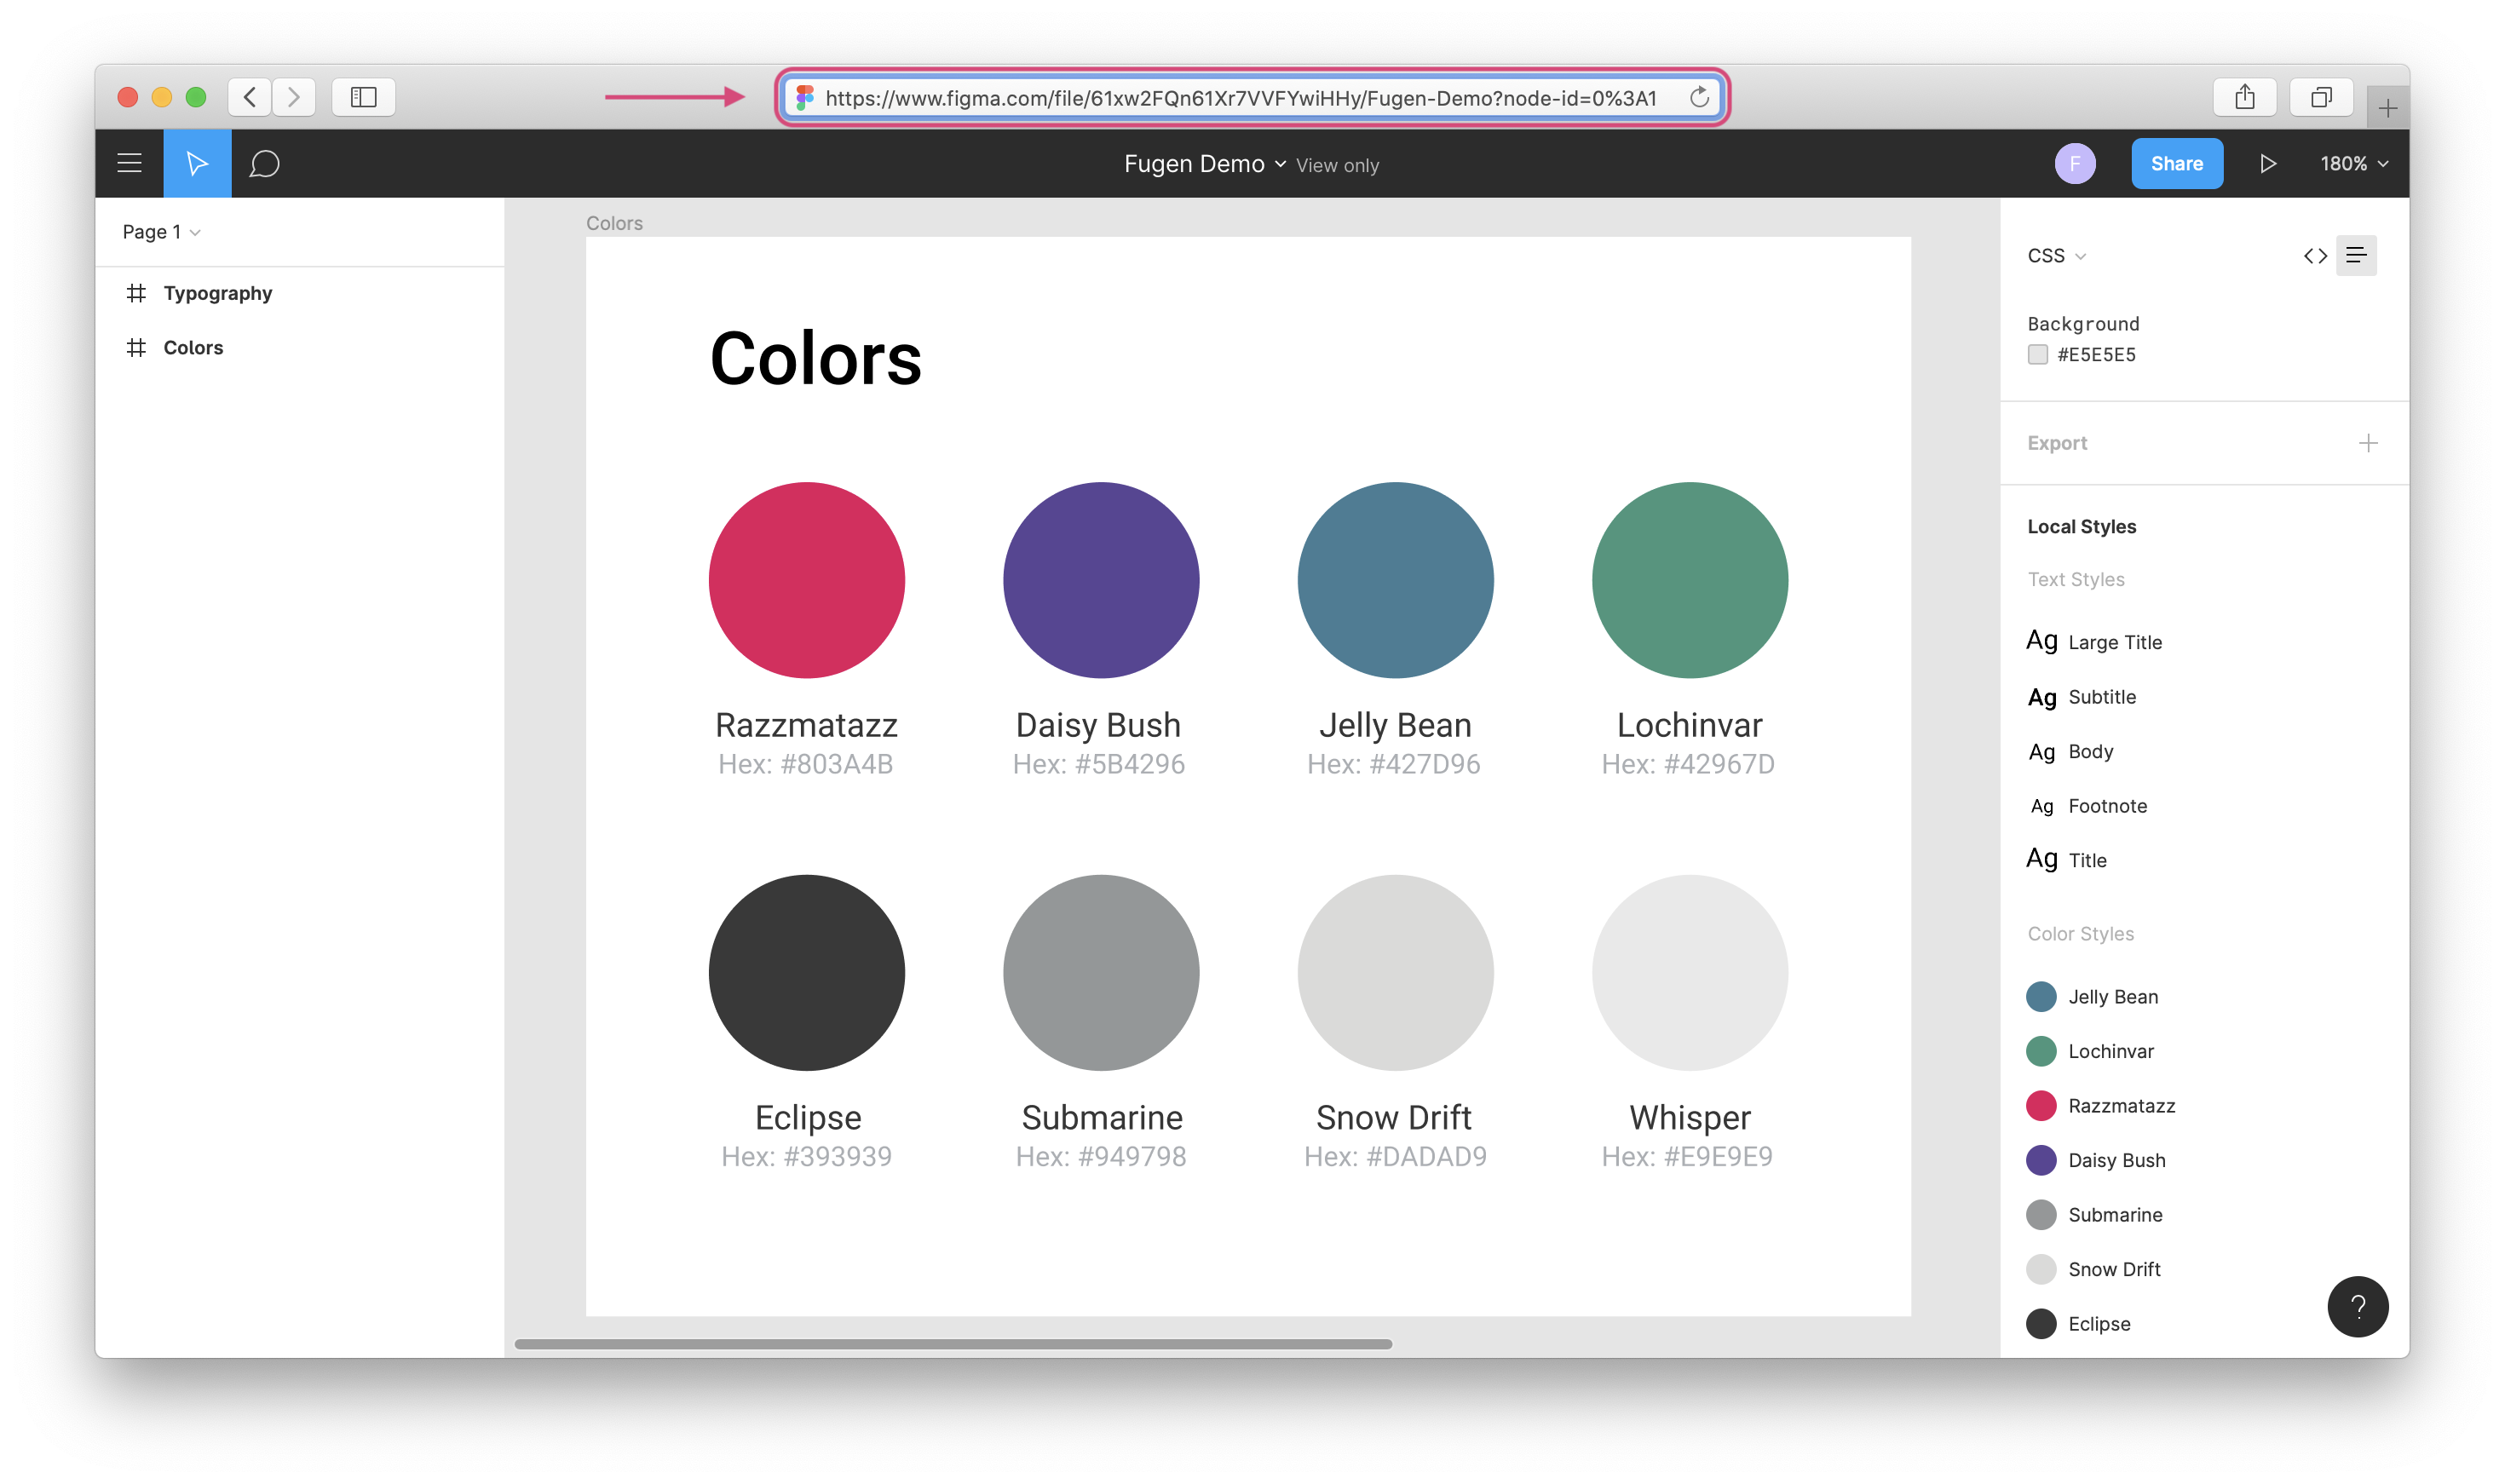 https://www.figma.com/file/61xw2FQn61Xr7VVFYwiHHy/Fugen-Demo?node-id=0%3A1
Fugen Demo View only
F
Share
180%
Page 1
Typography
Colors
Colors
Colors
Razzmatazz
Hex: #803A4B
Daisy Bush
Hex: #5B4296
Jelly Bean
Hex: #427D96
Lochinvar
Hex: #42967D
Eclipse
Hex: #393939
Submarine
Hex: #949798
Snow Drift
Hex: #DADAD9
Whisper
Hex: #E9E9E9
CSS
Background
#E5E5E5
Export
Local Styles
Text Styles
Ag Large Title
Ag Subtitle
Ag Body
Ag Footnote
Ag Title
Color Styles
Jelly Bean
Lochinvar
Razzmatazz
Daisy Bush
Submarine
Snow Drift
Eclipse
?